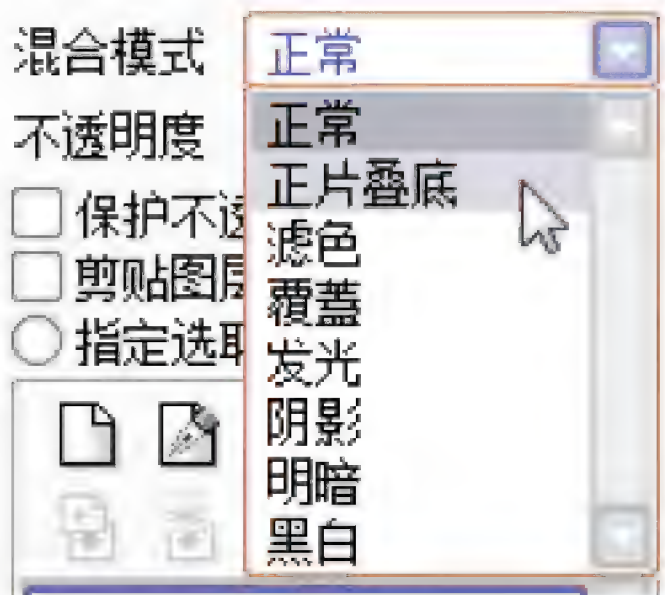 混合模式 正常
不透明度
保护不透
剪贴图层
指定选取
正常
正片叠底
滤色
覆蓋
发光
阴影
明暗
黑白